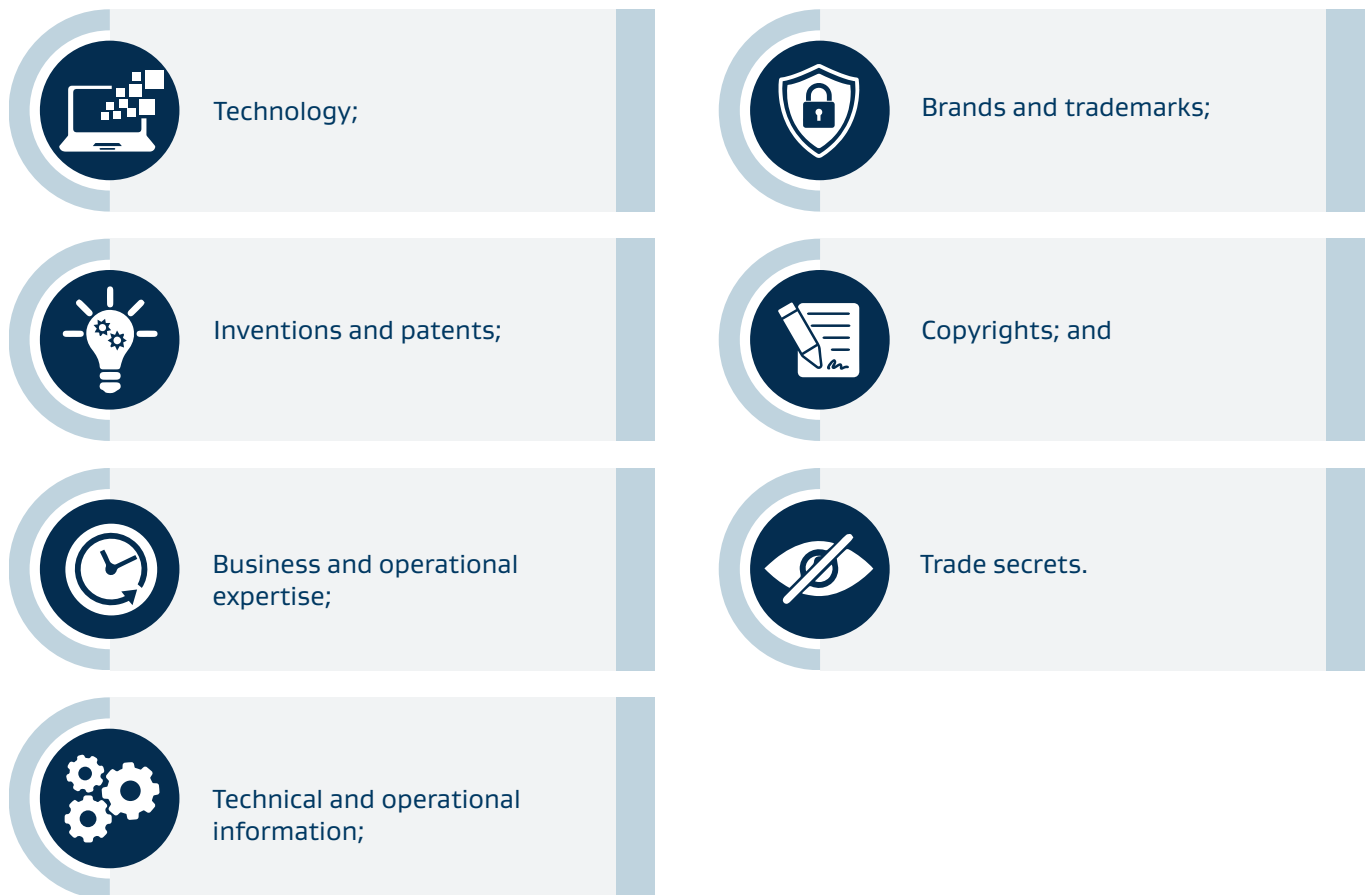 Technology;
Inventions and patents;
Business and operational
expertise;
Technical and operational
information;
Brands and trademarks;
Copyrights; and
Trade secrets.